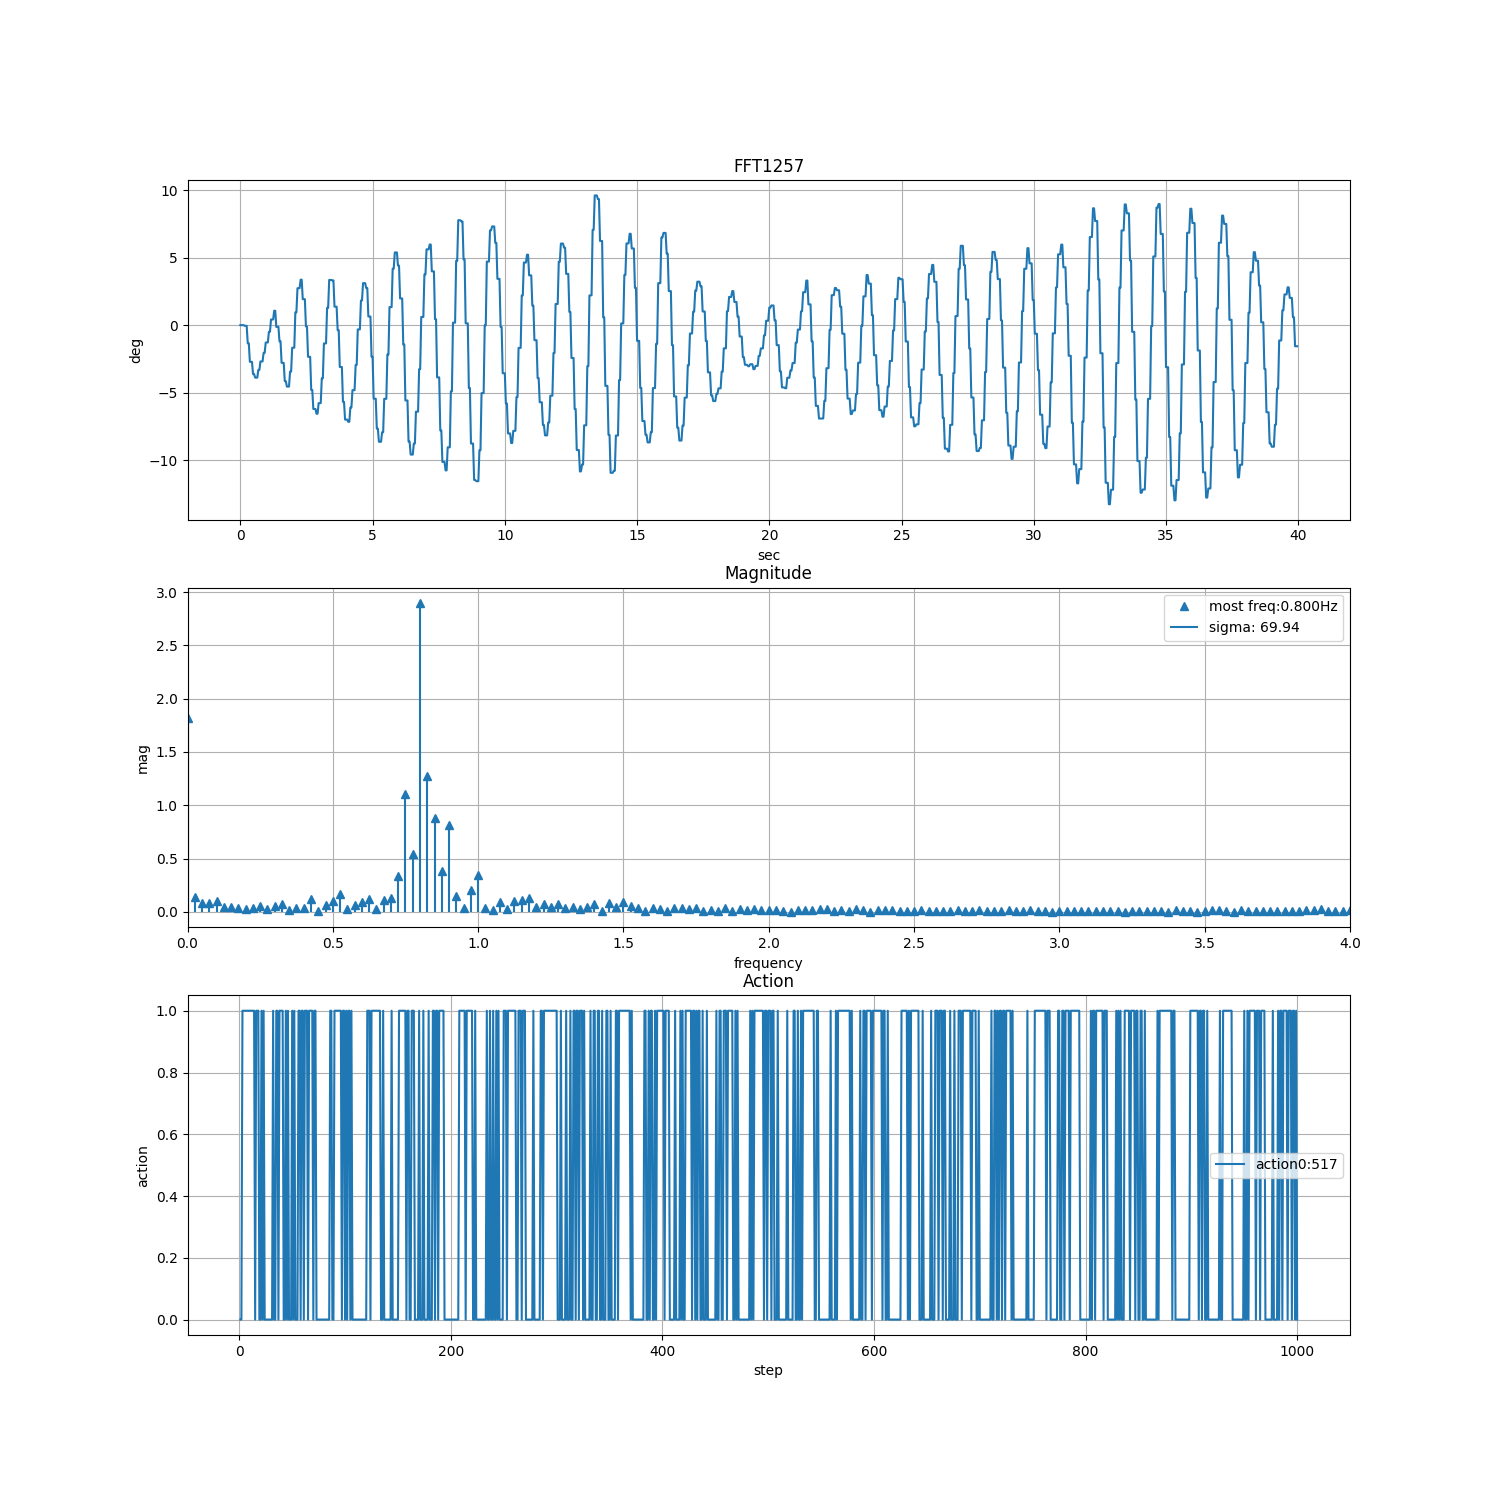 FFT1257
10
5
0
−5
−10
deg
0 5 10 15 20 25 30 35 40
sec
Magnitude
3.0
2.5
2.0
1.5
1.0
0.5
0.0
mag
most freq:0.800Hz
sigma: 69.94
0.0 0.5 1.0 1.5 2.0 2.5 3.0 3.5 4.0
frequency
Action
1.0
0.8
0.6
0.4
0.2
0.0
action
action0:517
0 200 400 600 800 1000
step